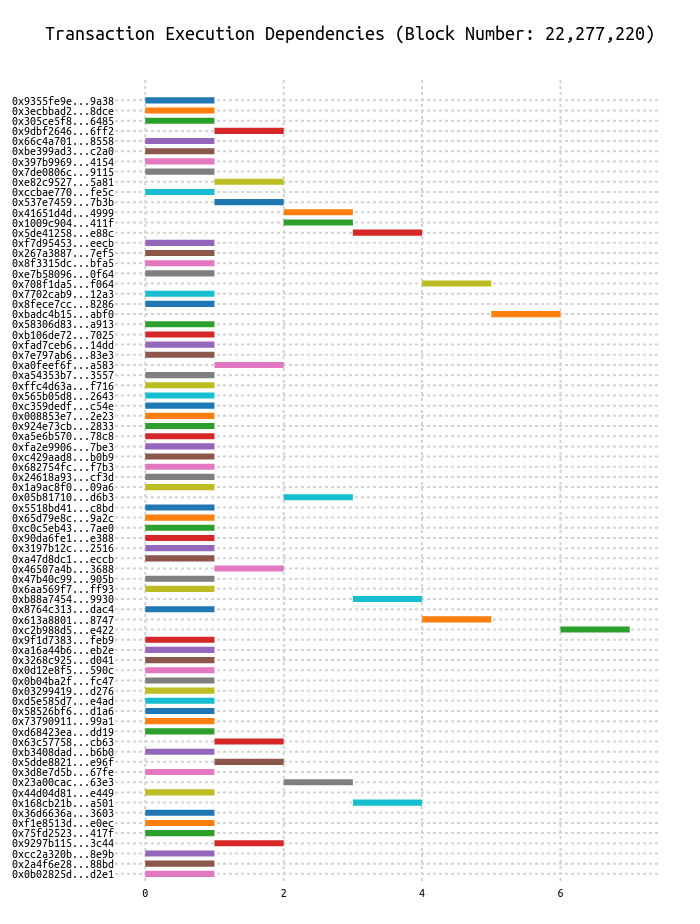 Transaction Execution Dependencies (Block Number: 22,277,220)
0x9355fe9e...9a38
0x3ecbbad2...8dce
0x305ce5f8...6485
0x9dbf2646...6ff2
0x66c4a701...8558
0xbe399ad3...c2a0
0x397b9969...4154
0x7de0806c...9115
0xe82c9527...5a81
0xccbae770...fe5c
0x537e7459...7b3b
0x41651d4d...4999
0x1009c904...411f
0x5de41258...e88c
0xf7d95453...eecb
0x267a3887...7ef5
0x8f3315dc...bfa5
0xe7b58096...0f64
0x708f1da5...f064
0x7702cab9...12a3
0x8fece7cc...8286
0xbadc4b15...abf0
0x58306d83...a913
0xb106de72...7025
0xfad7ceb6...14dd
0x7e797ab6...83e3
0xa0feef6f...a583
0xa54353b7...3557
0xffc4d63a...f716
0x565b05d8...2643
0xc359dedf...c54e
0x008853e7...2e23
0x924e73cb...2833
0xa5e6b570...78c8
0xfa2e9906...7be3
0xc429aad8...b0b9
0x682754fc...f7b3
0x24618a93...cf3d
0x1a9ac8f0...09a6
0x05b81710...d6b3
0x5518bd41...c8bd
0x65d79e8c...9a2c
0xc0c5eb43...7ae0
0x90da6fe1...e388
0x3197b12c...2516
0xa47d8dc1...eccb
0x46507a4b...3688
0x47b40c99...905b
0x6aa569f7...ff93
0xb88a7454...9930
0x8764c313...dac4
0x613a8801...8747
0xc2b988d5...e422
0x9f1d7383...feb9
0xa16a44b6...eb2e
0x3268c925...d041
0x0d12e8f5...590c
0x0b04ba2f...fc47
0x03299419...d276
0xd5e585d7...e4ad
0x58526bf6...d1a6
0x73790911...99a1
0xd68423ea...dd19
0x63c57758...cb63
0xb3408dad...b6b0
0x5dde8821...e96f
0x3d8e7d5b...67fe
0x23a00cac...63e3
0x44d04d81...e449
0x168cb21b...a501
0x36d6636a...3603
0xf1e8513d...e0ec
0x75fd2523...417f
0x9297b115...3c44
0xcc2a320b...8e9b
0x2a4f6e28...88bd
0x0b02825d...d2e1
0 2 4 6